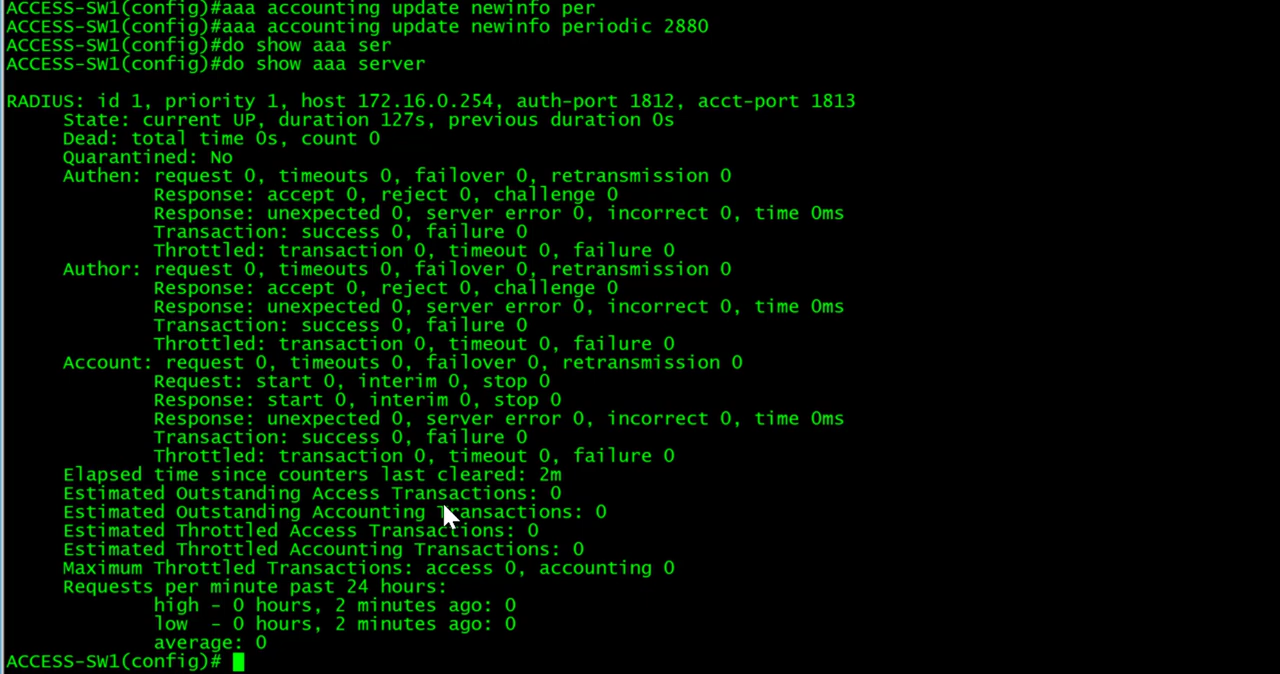 ACCESS-SW1(config)#aaa accounting update newinfo per
ACCESS-SW1(config)#aaa accounting update newinfo periodic 2880
ACCESS-SW1(config)#do show aaa ser
ACCESS-SW1(config)#do show aaa server
RADIUS: id 1, priority 1, host 172.16.0.254, auth-port 1812, acct-port 1813
State: current UP, duration 127s, previous duration 0s
Dead: total time 0s, count 0
Quarantined: No
Authen: request 0, timeouts 0, failover 0, retransmission 0
Response: accept 0, reject 0, challenge 0
Response: unexpected 0, server error 0, incorrect 0, time 0ms
Transaction: success 0, failure 0
Throttled: transaction 0, timeout 0, failure 0
Author: request 0, timeouts 0, failover 0, retransmission 0
Response: accept 0, reject 0, challenge 0
Response: unexpected 0, server error 0, incorrect 0, time 0ms
Transaction: success 0, failure 0
Throttled: transaction 0, timeout 0, failure 0
Account: request 0, timeouts 0, failover 0, retransmission 0
Request: start 0, interim 0, stop 0
Response: start 0, interim 0, stop 0
Response: unexpected 0, server error 0, incorrect 0, time 0ms
Transaction: success 0, failure 0
Throttled: transaction 0, timeout 0, failure 0
Elapsed time since counters last cleared: 2m
Estimated Outstanding Access Transactions: 0
Estimated Outstanding Accounting Transactions: 0
Estimated Throttled Access Transactions: 0
Estimated Throttled Accounting Transactions: 0
Maximum Throttled Transactions: access 0, accounting 0
Requests per minute past 24 hours:
high - 0 hours, 2 minutes ago: 0
low - 0 hours, 2 minutes ago: 0
average: 0
ACCESS-SW1(config)#